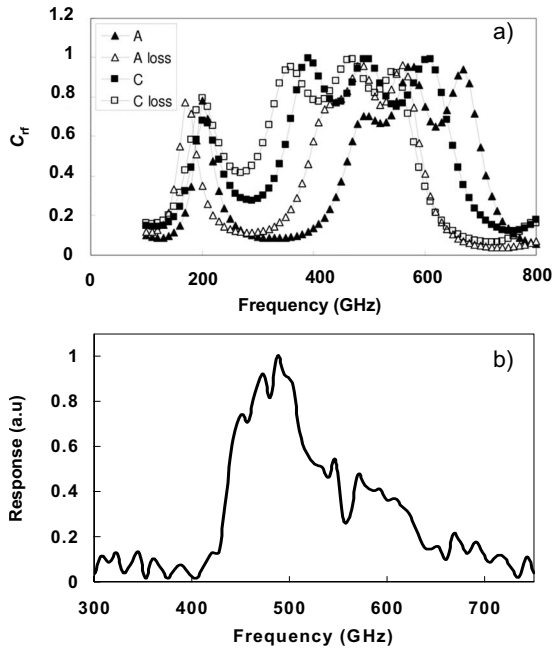 a)
A
A loss
C
C loss
Crf
1.2
1
0.8
0.6
0.4
0.2
0
0 200 400 600 800
Frequency (GHz)
b)
Response (a.u)
1
0.8
0.6
0.4
0.2
0
300 400 500 600 700
Frequency (GHz)